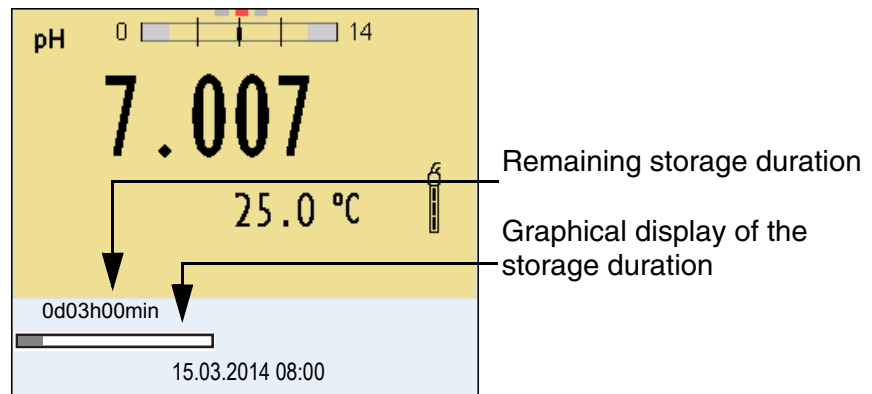 pH 0 14
7.007
25.0 °C
Remaining storage duration
Graphical display of the
storage duration
0d03h00min
15.03.2014 08:00